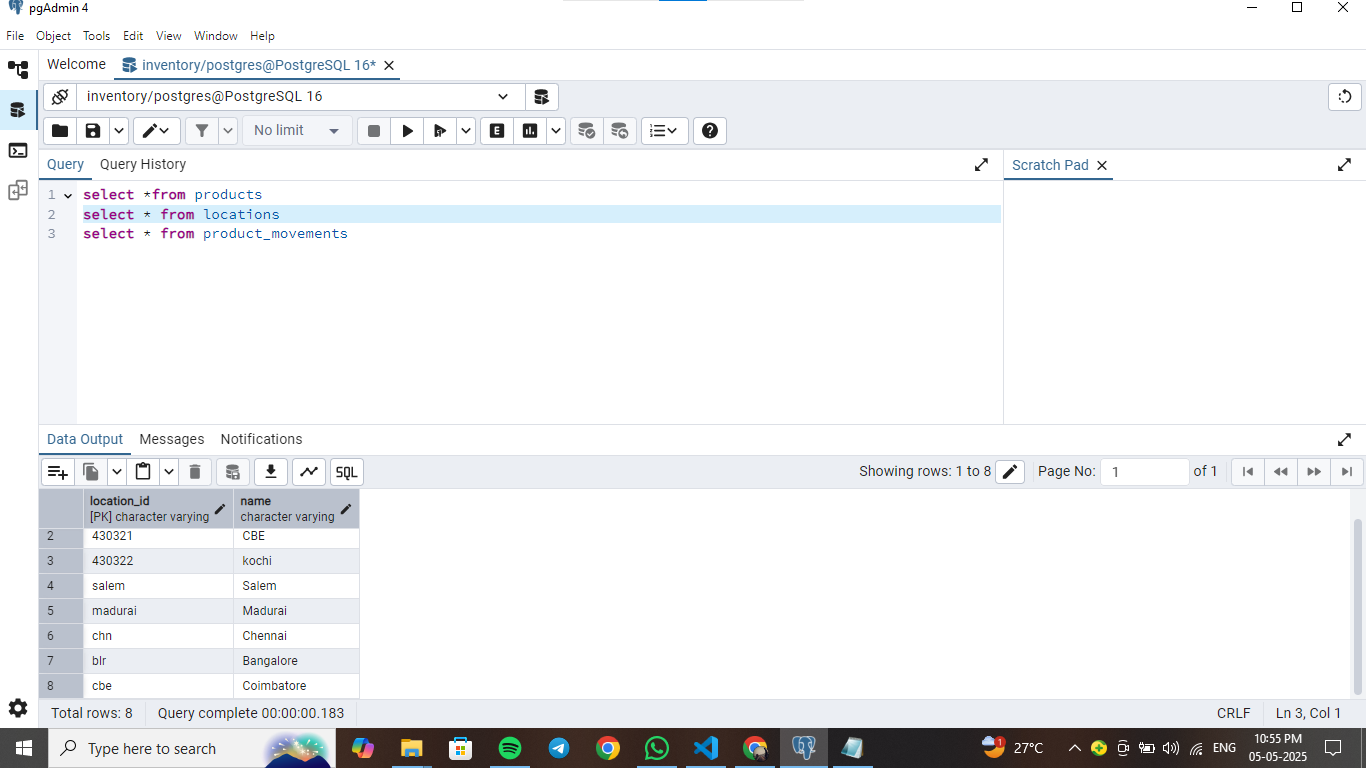 pgAdmin 4
File Object Tools Edit View Window Help
Welcome inventory/postgres@PostgreSQL 16*
inventory/postgres@PostgreSQL 16
No limit
E
Query Query History Scratch Pad
1 select *from products
2 select * from locations
3 select * from product_movements
Data Output Messages Notifications
SQL Showing rows: 1 to 8 Page No: 1 of 1
location_id name
[PK] character varying character varying
2 430321 CBE
3 430322 kochi
4 salem Salem
5 madurai Madurai
6 chn Chennai
7 blr Bangalore
8 cbe Coimbatore
Total rows: 8 Query complete 00:00:00.183 CRLF Ln 3, Col 1
Type here to search 1 27°C ENG 10:55 PM
05-05-2025